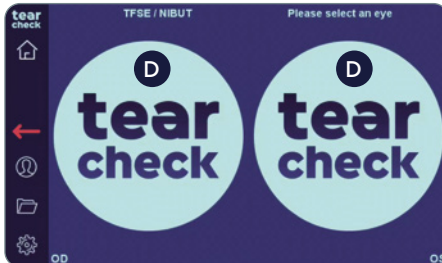 tear
check
TFSE / NIBUT
Please select an eye
D
D
tear
check
tear
check
OD
OS